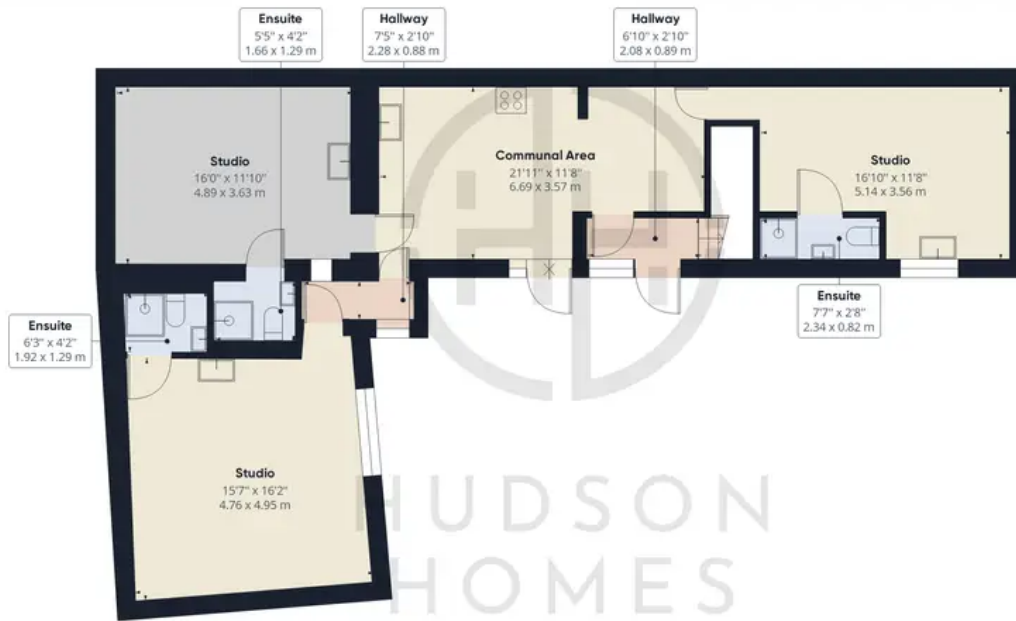 Ensuite
5'5" x 4'2"
1.66 x 1.29 m
Hallway
7'5" x 2'10"
2.28 x 0.88 m
Hallway
6'10" x 2'10"
2.08 x 0.89 m
Studio
16'0" x 11'10"
4.89 x 3.63 m
Communal Area
21'11" x 11'8"
6.69 x 3.57 m
Studio
16'10" x 11'8"
5.14 x 3.56 m
Ensuite
6'3" x 4'2"
1.92 x 1.29 m
Ensuite
7'7" x 2'8"
2.34 x 0.82 m
Studio
15'7" x 16'2"
4.76 x 4.95 m
HUDSON
HOMES